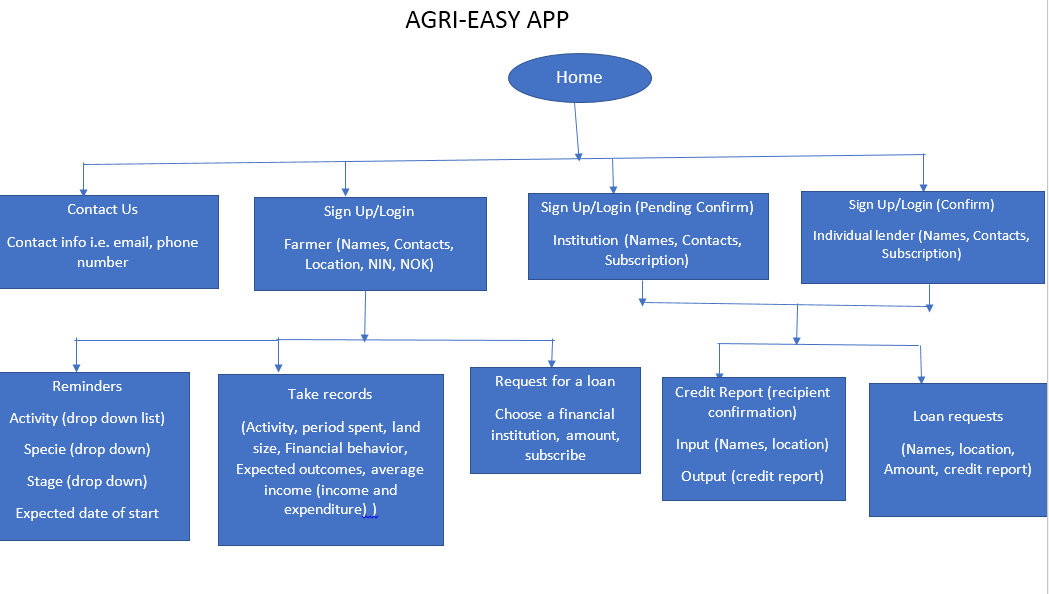 AGRI-EASY APP
Home
Contact Us
Contact info i.e. email, phone
number
Sign Up/Login
Farmer (Names, Contacts,
Location, NIN, NOK)
Sign Up/Login (Pending Confirm)
Institution (Names, Contacts,
Subscription)
Sign Up/Login (Confirm)
Individual lender (Names, Contacts,
Subscription)
Reminders
Activity (drop down list)
Specie (drop down)
Stage (drop down)
Expected date of start
Take records
(Activity, period spent, land
size, Financial behavior,
Expected outcomes, average
income (income and
expenditure) )
Request for a loan
Choose a financial
institution, amount,
subscribe
Credit Report (recipient
confirmation)
Input (Names, location)
Output (credit report)
Loan requests
(Names, location,
Amount, credit report)